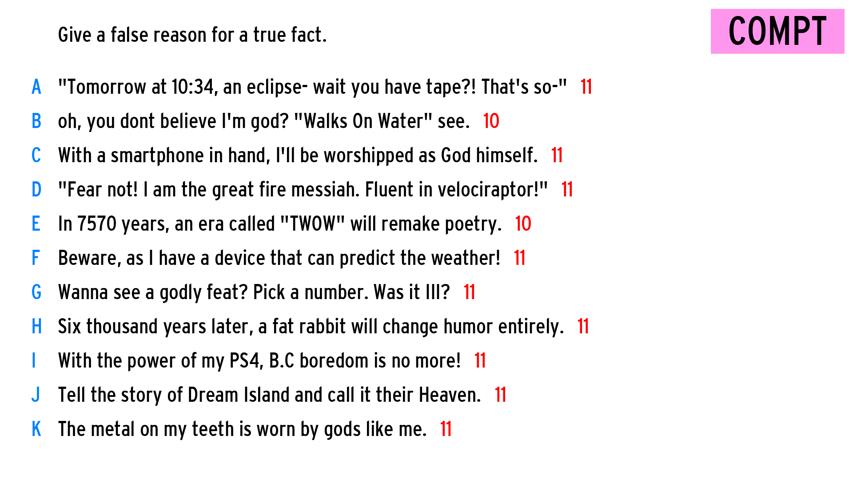 Give a false reason for a true fact.
COMPT
A "Tomorrow at 10:34, an eclipse- wait you have tape?! That's so-" 11
B oh, you dont believe I'm god? "Walks On Water" see. 10
C With a smartphone in hand, I'll be worshipped as God himself. 11
D "Fear not! I am the great fire messiah. Fluent in velociraptor!" 11
E In 7570 years, an era called "TWOW" will remake poetry. 10
F Beware, as I have a device that can predict the weather! 11
G Wanna see a godly feat? Pick a number. Was it III? 11
H Six thousand years later, a fat rabbit will change humor entirely. 11
I With the power of my PS4, B.C boredom is no more! 11
J Tell the story of Dream Island and call it their Heaven. 11
K The metal on my teeth is worn by gods like me. 11